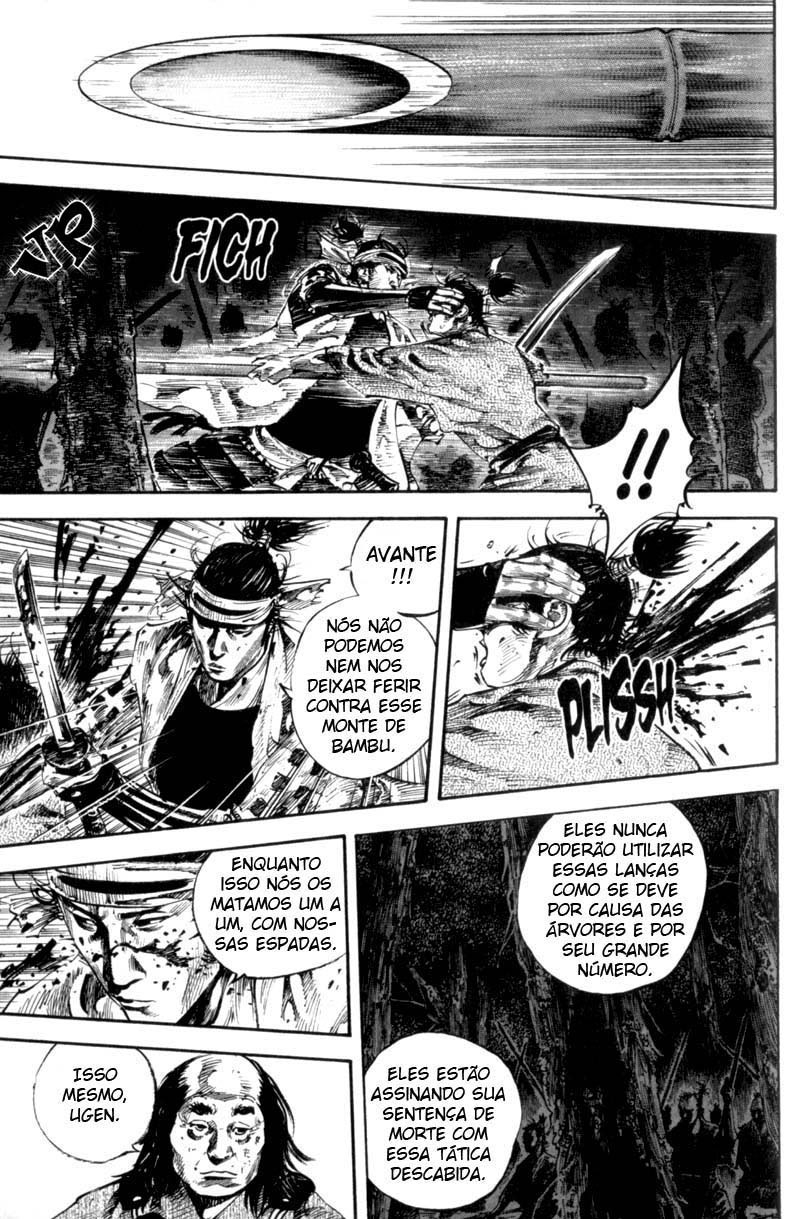 VP
FICH
!!
PLISSH
AVANTE
!!!
NÓS NÃO
PODEMOS
NEM NOS
DEIXAR FERIR
CONTRA ESSE
MONTE DE
BAMBU.
ELES NUNCA
PODERÃO UTILIZAR
ESSAS LANÇAS
COMO SE DEVE
POR CAUSA DAS
ÁRVORES E POR
SEU GRANDE
NÚMERO.
ENQUANTO
ISSO NÓS OS
MATAMOS UM A
UM, COM NOS-
SAS ESPADAS.
ISSO
MESMO,
UGEN.
ELES ESTÃO
ASSINANDO SUA
SENTENÇA DE
MORTE COM
ESSA TÁTICA
DESCABIDA.